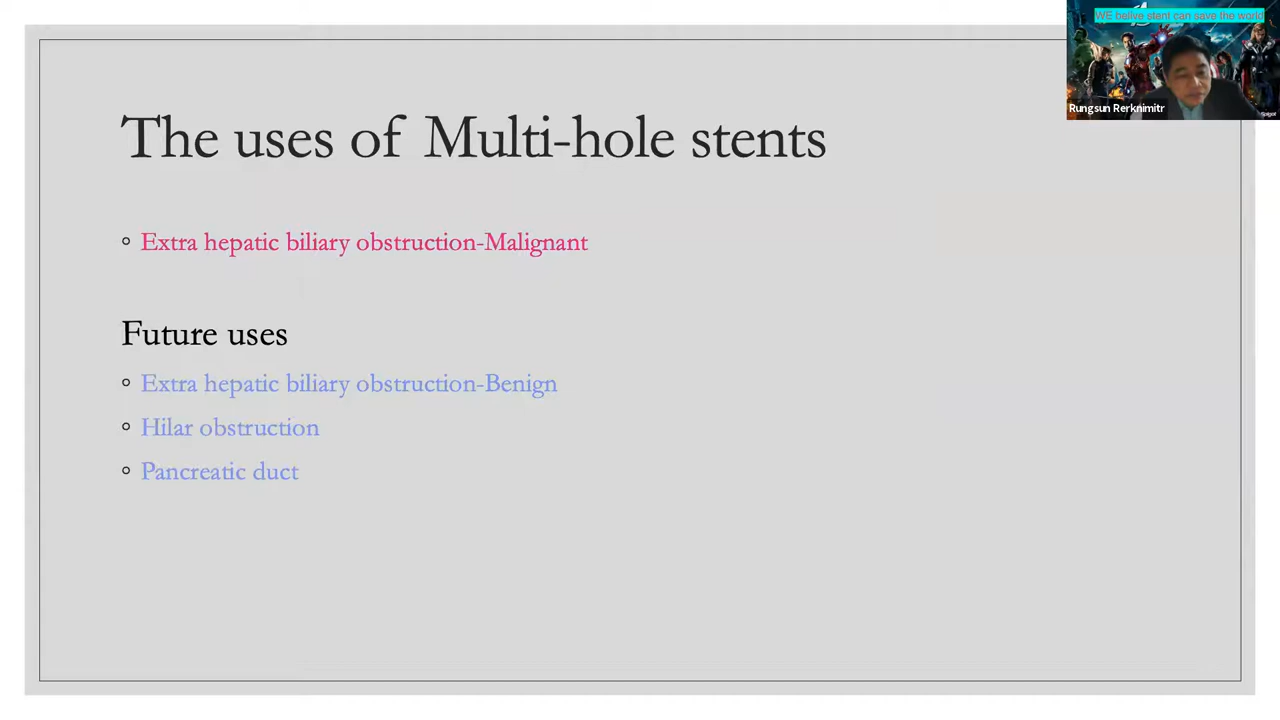 WE belive stent can save the world
Rungsun Rerknimitr
The uses of Multi-hole stents
Extra hepatic biliary obstruction-Malignant
Future uses
Extra hepatic biliary obstruction-Benign
Hilar obstruction
Pancreatic duct